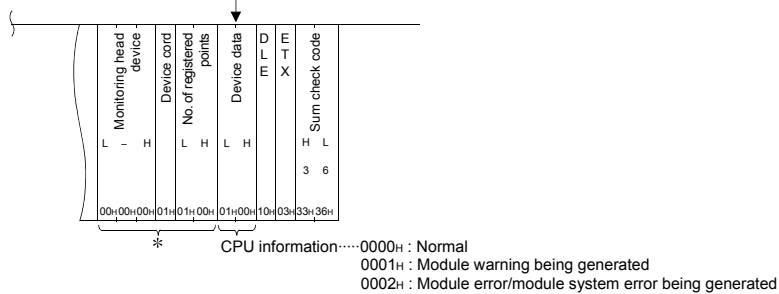 Monitoring head device
Device cord
No. of registered points
Device data
DLE
ETX
Sum check code
L – H
L H
L H
H L
3 6
00H 00H 00H 01H 01H 00H 01H 00H 10H 03H 33H 36H
*
CPU information·····0000H : Normal
0001H : Module warning being generated
0002H : Module error/module system error being generated